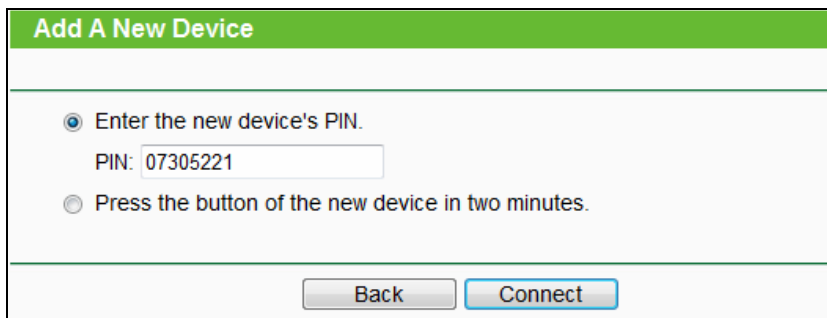 Add A New Device
Enter the new device's PIN.
PIN: 07305221
Press the button of the new device in two minutes.
Back Connect